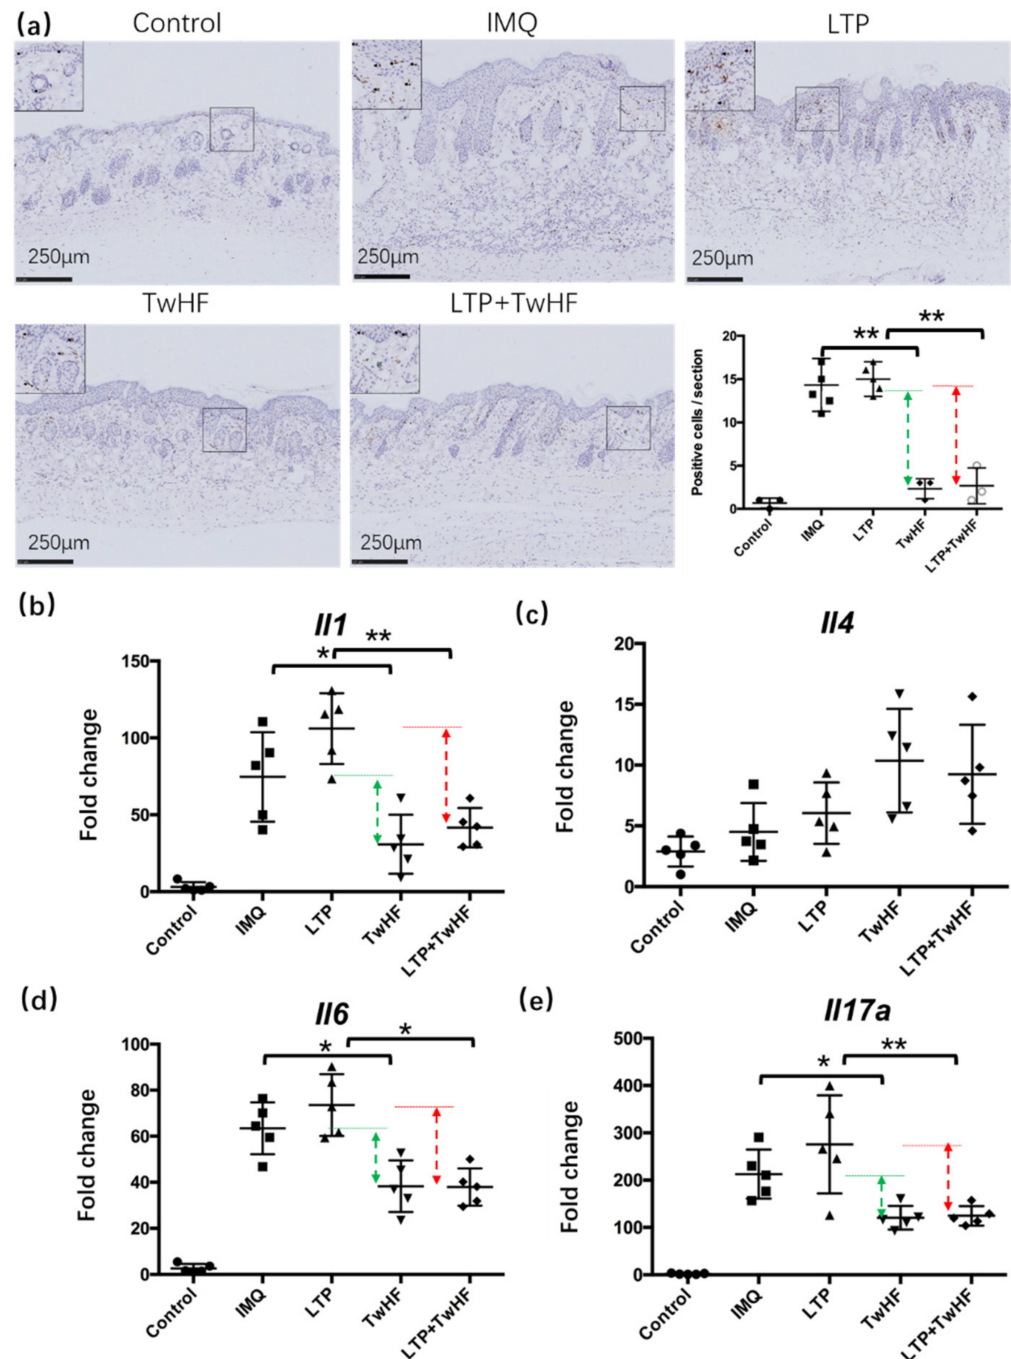 (a)
Control
IMQ
LTP
250μm
250μm
250μm
TwHF
LTP+TwHF
250μm
250μm
Positive cells / section
20
15
10
5
0
**
**
Control
IMQ
LTP
TwHF
LTP+TwHF
(b)
Il1
Fold change
150
100
50
0
*
**
Control
IMQ
LTP
TwHF
LTP+TwHF
(c)
Il4
Fold change
20
15
10
5
0
Control
IMQ
LTP
TwHF
LTP+TwHF
(d)
Il6
Fold change
100
80
60
40
20
0
*
*
Control
IMQ
LTP
TwHF
LTP+TwHF
(e)
Il17a
Fold change
500
400
300
200
100
0
*
**
Control
IMQ
LTP
TwHF
LTP+TwHF